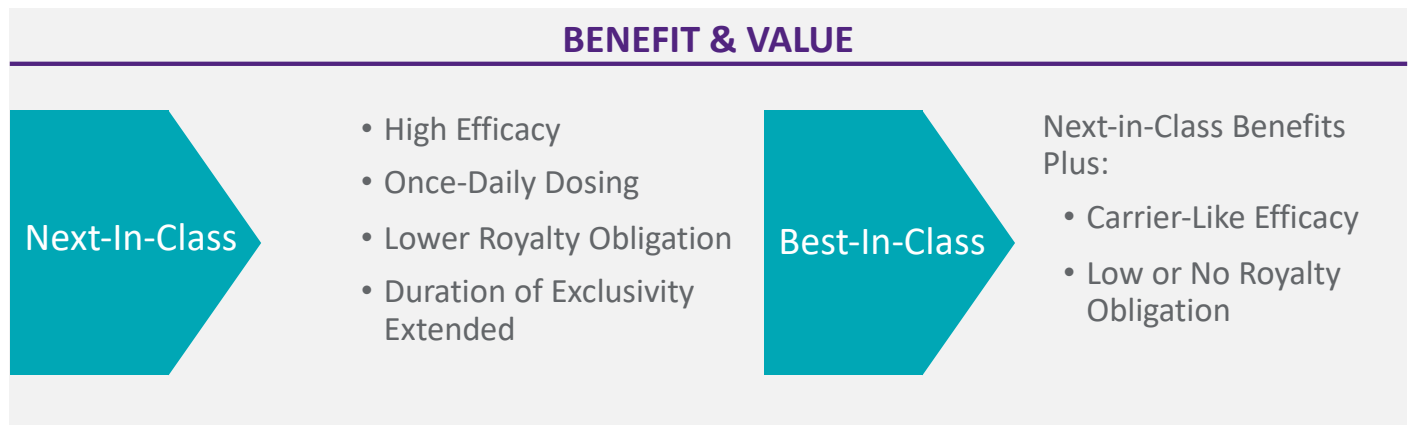 BENEFIT & VALUE
Next-In-Class
• High Efficacy
• Once-Daily Dosing
• Lower Royalty Obligation
• Duration of Exclusivity
Extended
Best-In-Class
Next-in-Class Benefits
Plus:
• Carrier-Like Efficacy
• Low or No Royalty
Obligation